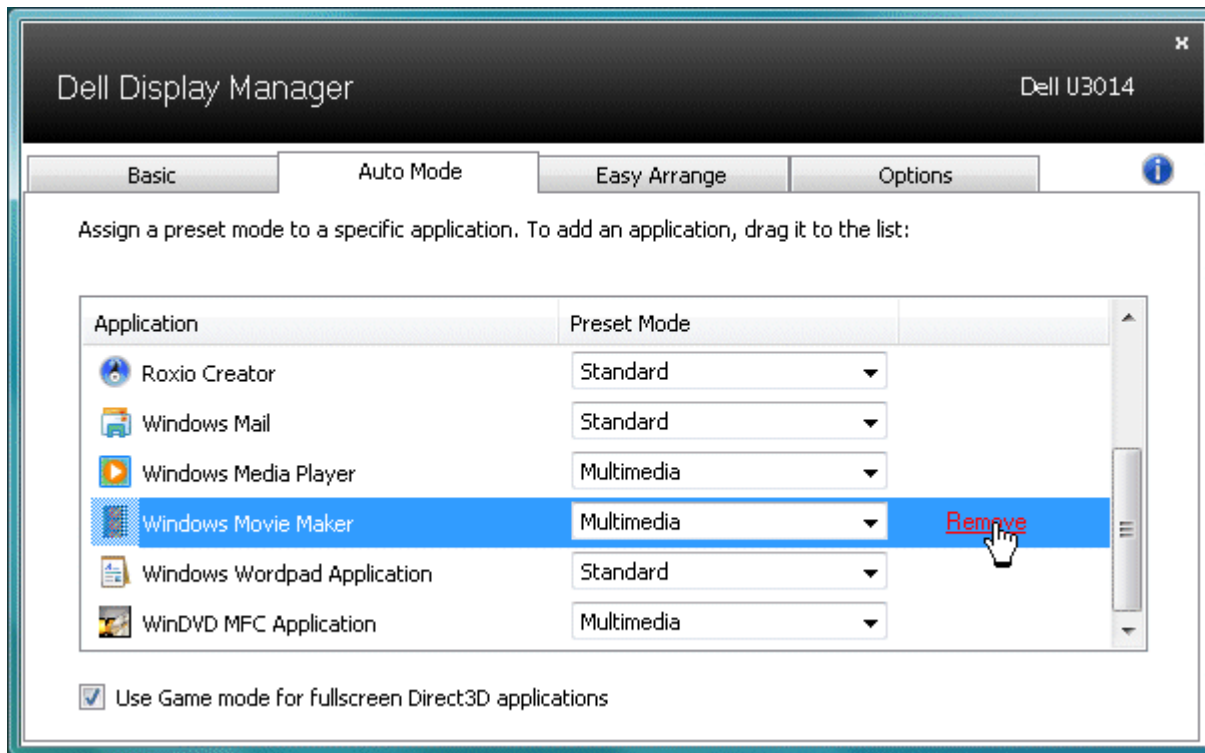 x
Dell Display Manager Dell U3014
Basic Auto Mode Easy Arrange Options
Assign a preset mode to a specific application. To add an application, drag it to the list:
Application Preset Mode
Roxio Creator Standard
Windows Mail Standard
Windows Media Player Multimedia
Windows Movie Maker Multimedia Remove
Windows Wordpad Application Standard
WinDVD MFC Application Multimedia
Use Game mode for fullscreen Direct3D applications